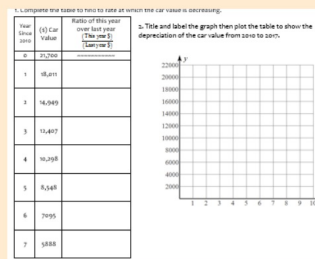 1. Complete the table to find to rate at which the car value is decreasing.
Year Since 2010
($) Car Value
Ratio of this year over last year
(This year $)
(Last year $)
0 21,700 ------------
1 18,011
2 14,949
3 12,407
4 10,298
5 8,548
6 7095
7 5888
2. Title and label the graph then plot the table to show the
depreciation of the car value from 2010 to 2017.
y
22000
20000
18000
16000
14000
12000
10000
8000
6000
4000
2000
1 2 3 4 5 6 7 8 9 10